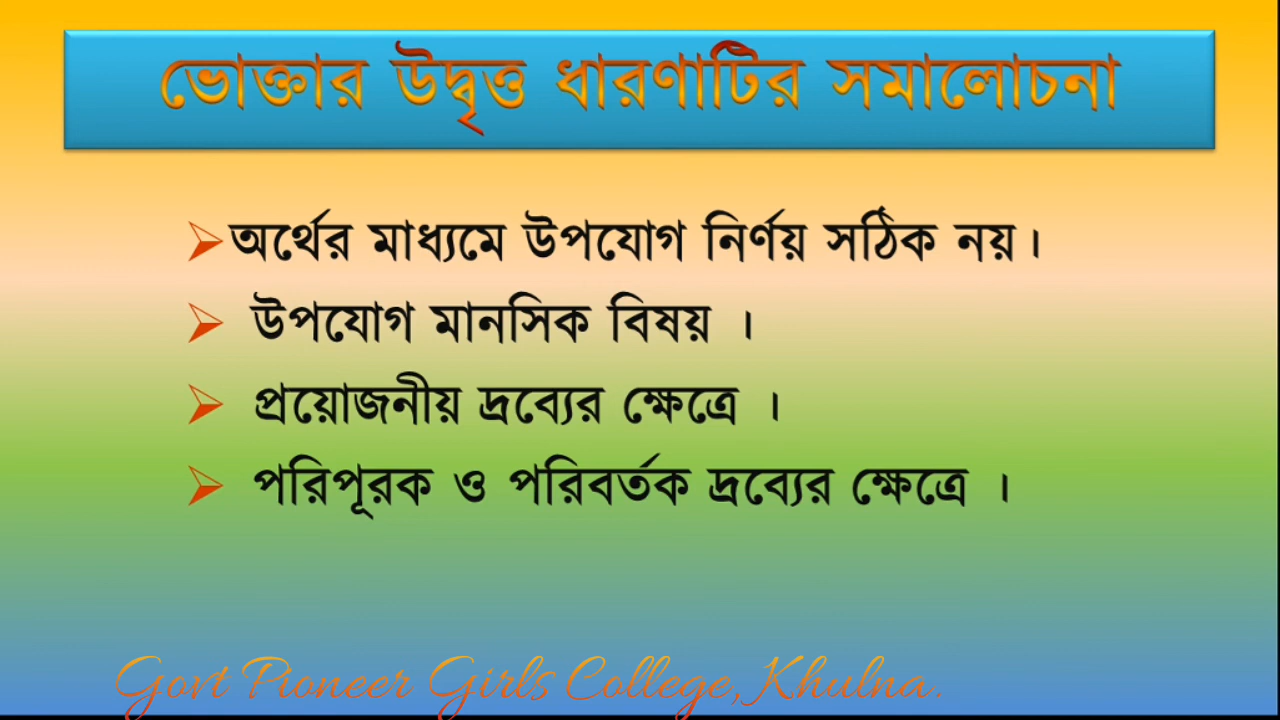 ভোক্তার উদ্বৃত্ত ধারণাটির সমালোচনা
অর্থের মাধ্যমে উপযোগ নির্ণয় সঠিক নয়।
উপযোগ মানসিক বিষয় ।
প্রয়োজনীয় দ্রব্যের ক্ষেত্রে ।
পরিপূরক ও পরিবর্তক দ্রব্যের ক্ষেত্রে ।
Govt Pioneer Girls College, Khulna.